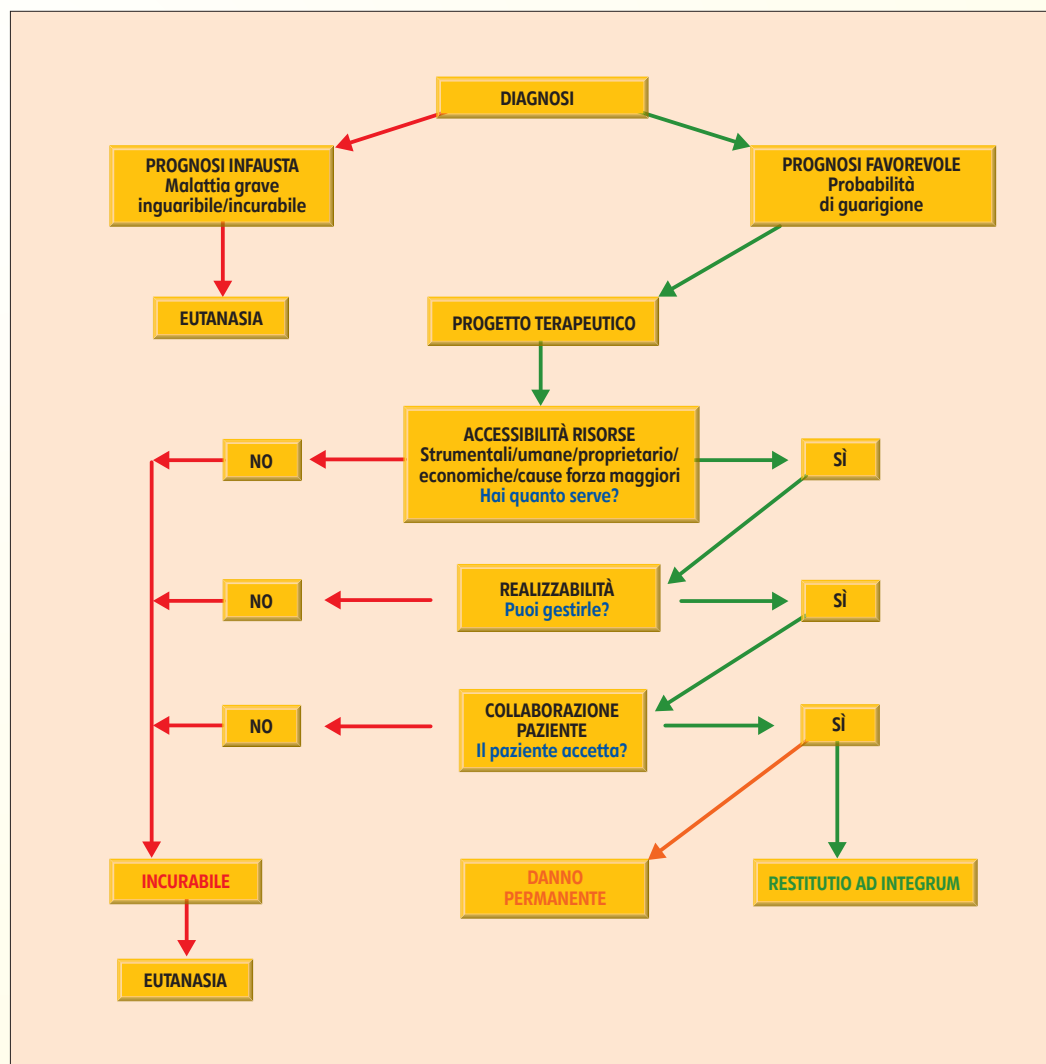 DIAGNOSI
PROGNOSI INFAUSTA
Malattia grave
inguaribile/incurabile
PROGNOSI FAVOREVOLE
Probabilità
di guarigione
EUTANASIA
PROGETTO TERAPEUTICO
ACCESSIBILITÀ RISORSE
Strumentali/umane/proprietario/
economiche/cause forza maggiori
Hai quanto serve?
NO
SÌ
REALIZZABILITÀ
Puoi gestirle?
NO
SÌ
COLLABORAZIONE
PAZIENTE
Il paziente accetta?
NO
SÌ
INCURABILE
DANNO
PERMANENTE
RESTITUTIO AD INTEGRUM
EUTANASIA